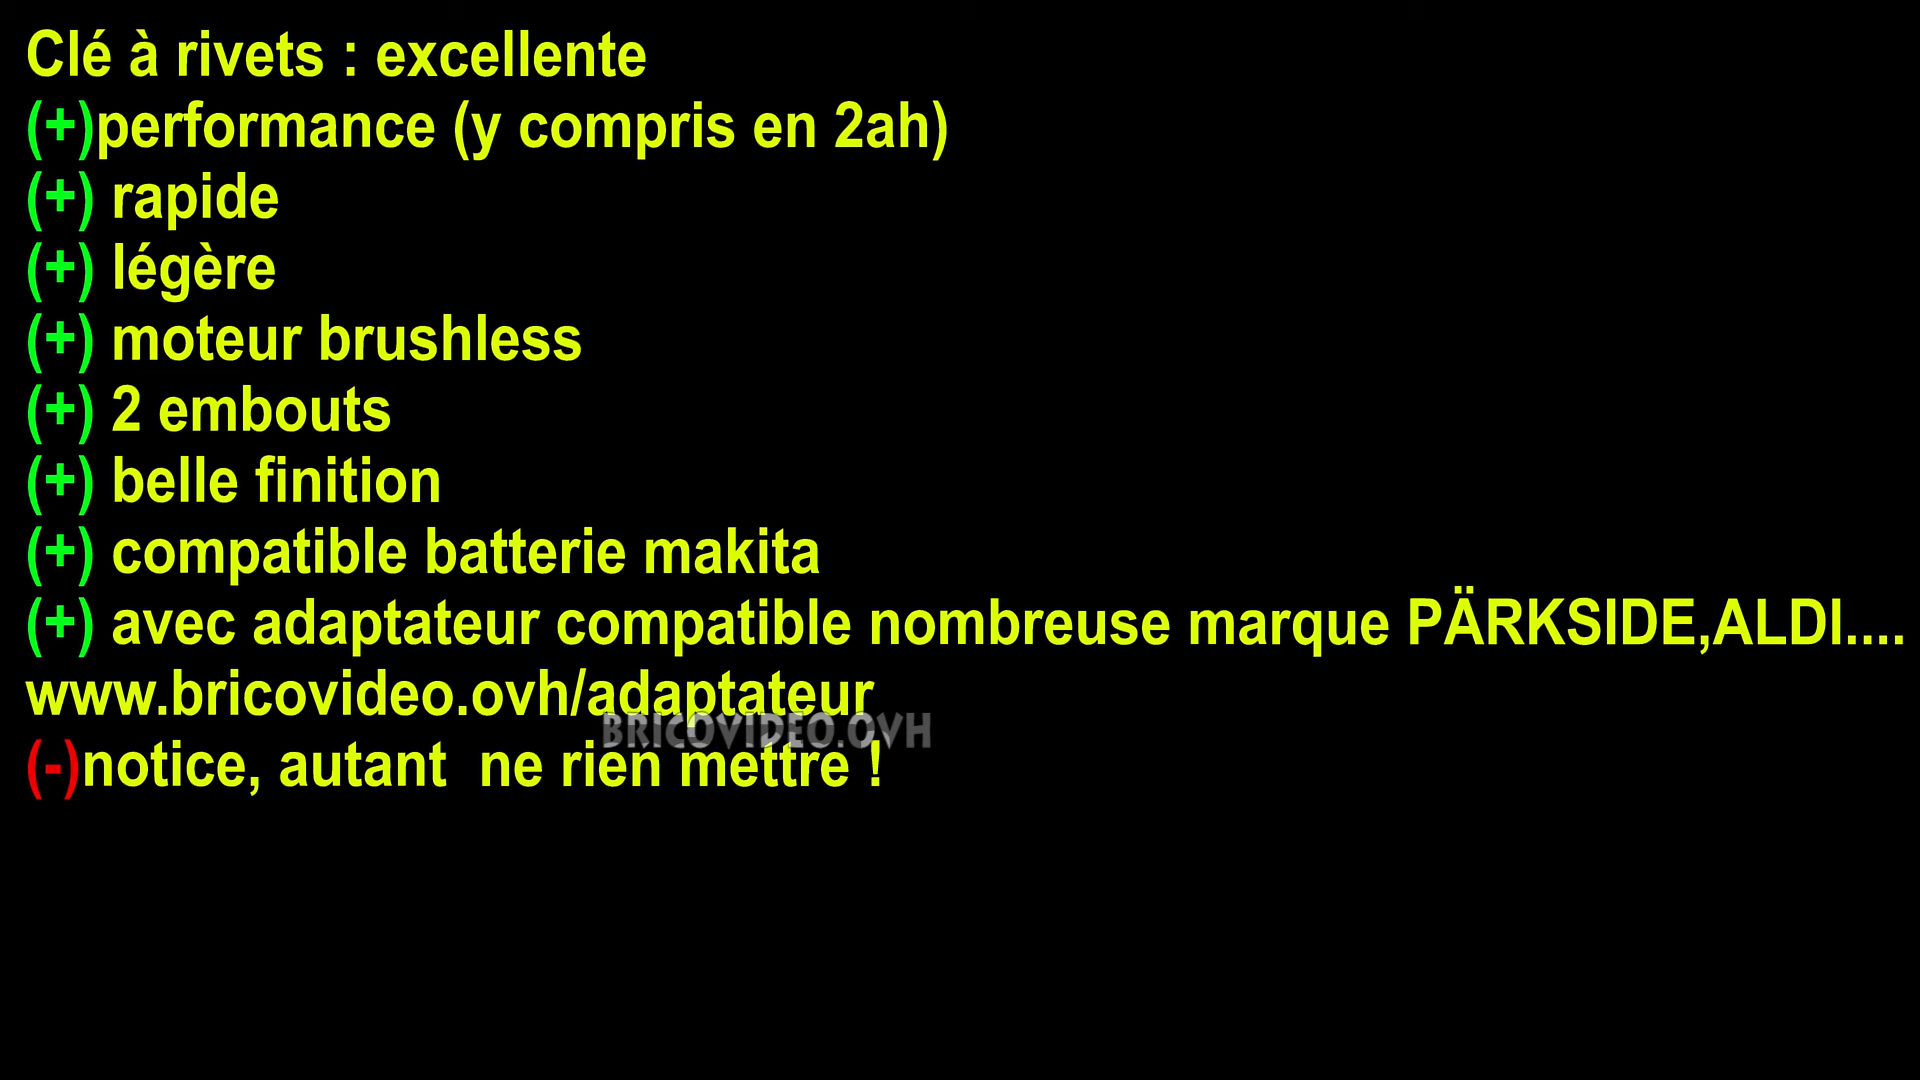 Clé à rivets : excellente
(+)performance (y compris en 2ah)
(+) rapide
(+) légère
(+) moteur brushless
(+) 2 embouts
(+) belle finition
(+) compatible batterie makita
(+) avec adaptateur compatible nombreuse marque PÄRKSIDE,ALDI....
www.bricovideo.ovh/adaptateur
BRICOVIDEO.OVH
(-)notice, autant  ne rien mettre !